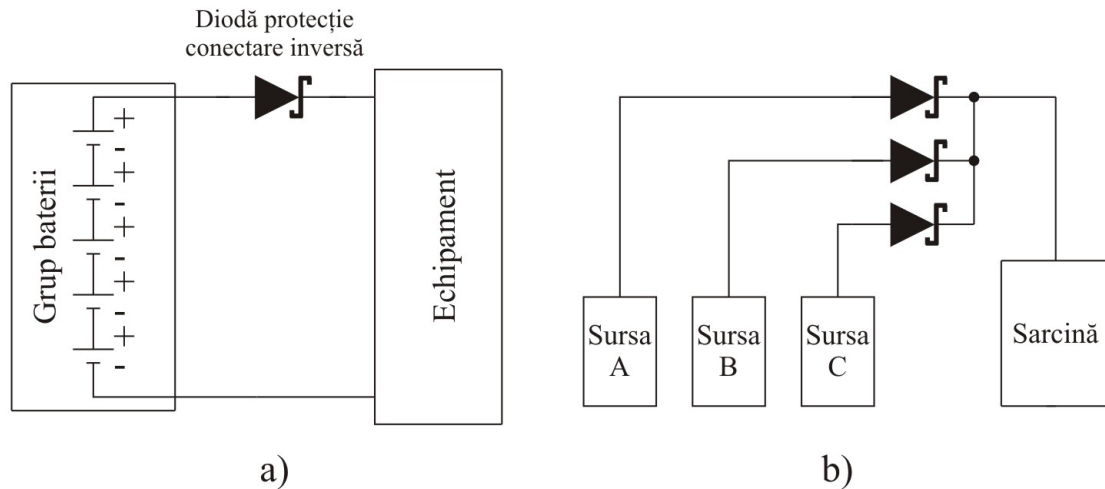 Diodă protecție
conectare inversă
+
-
+
-
+
-
+
-
+
-
Grup baterii
Echipament
a)
Sursa
A
Sursa
B
Sursa
C
Sarcină
b)